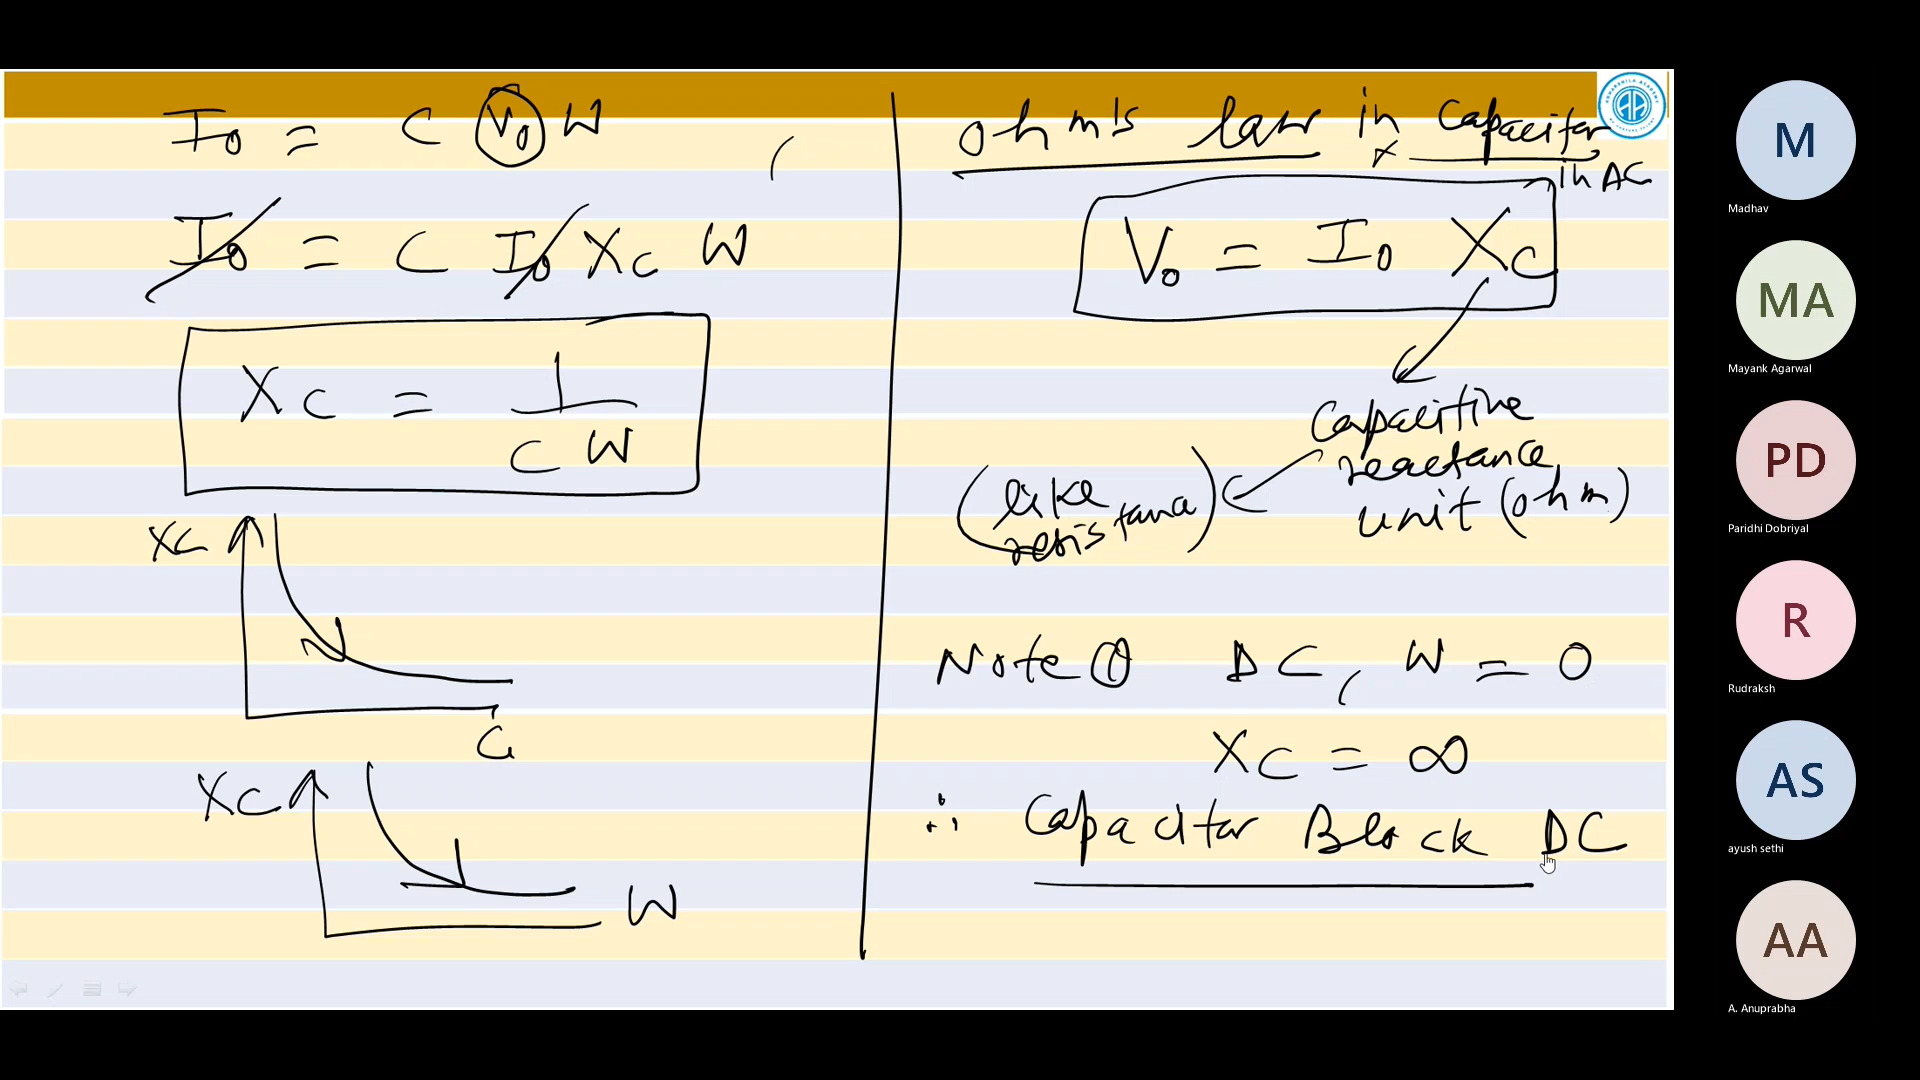 I₀ = C V₀ W ,
I₀ = C I₀ Xc W
Xc = 1 / C W
Xc
C
Xc
W
ohm's law in Capacitor
in AC
V₀ = I₀ Xc
Capacitive
reactance
unit (ohm)
(like
resistance)
Note ① DC, W = 0
Xc = ∞
∴ Capacitor Block DC
M
Madhav
MA
Mayank Agarwal
PD
Paridhi Dobriyal
R
Rudraksh
AS
ayush sethi
AA
A. Anuprabha